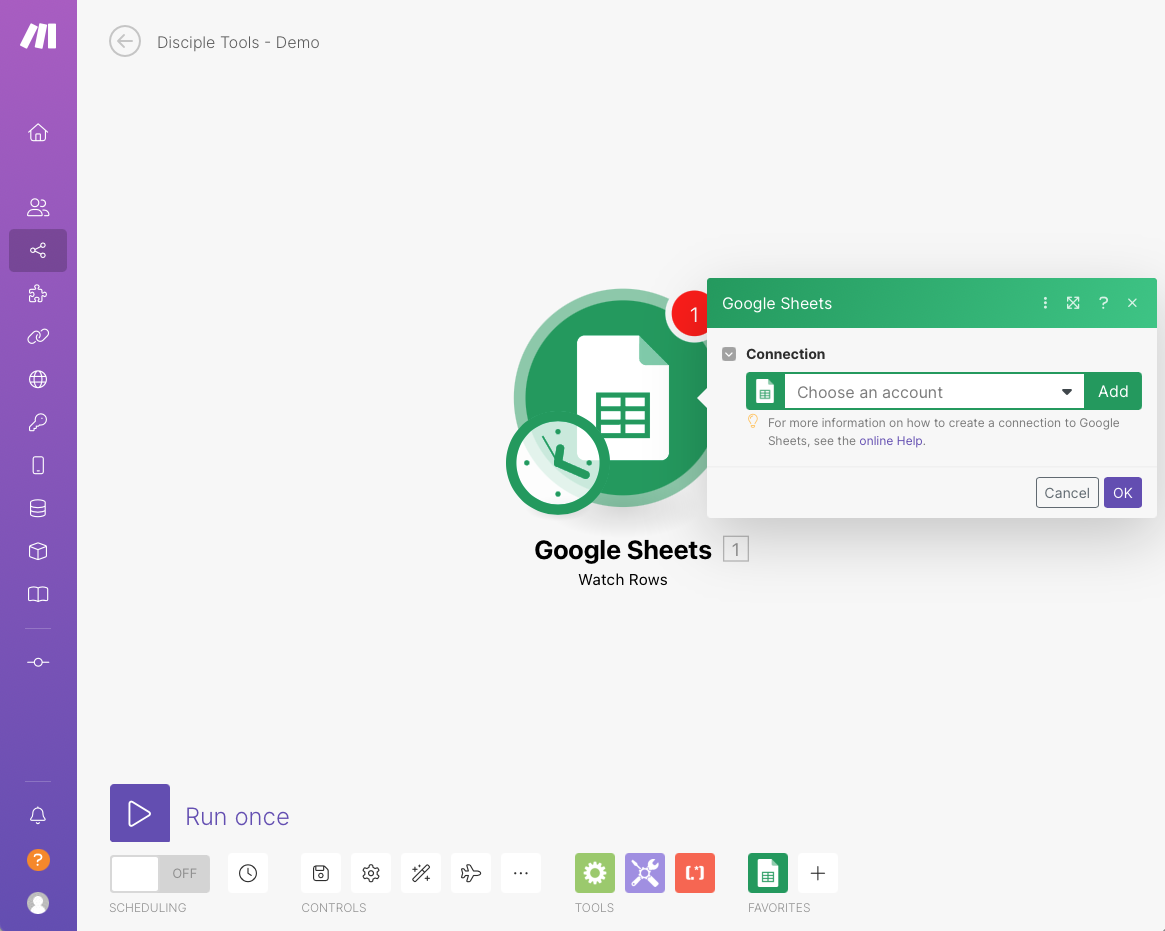 Disciple Tools - Demo
1
Google Sheets
?
Connection
Choose an account
Add
For more information on how to create a connection to Google
Sheets, see the online Help.
Cancel
OK
Google Sheets 1
Watch Rows
Run once
OFF
SCHEDULING
CONTROLS
[.*]
TOOLS
FAVORITES
?